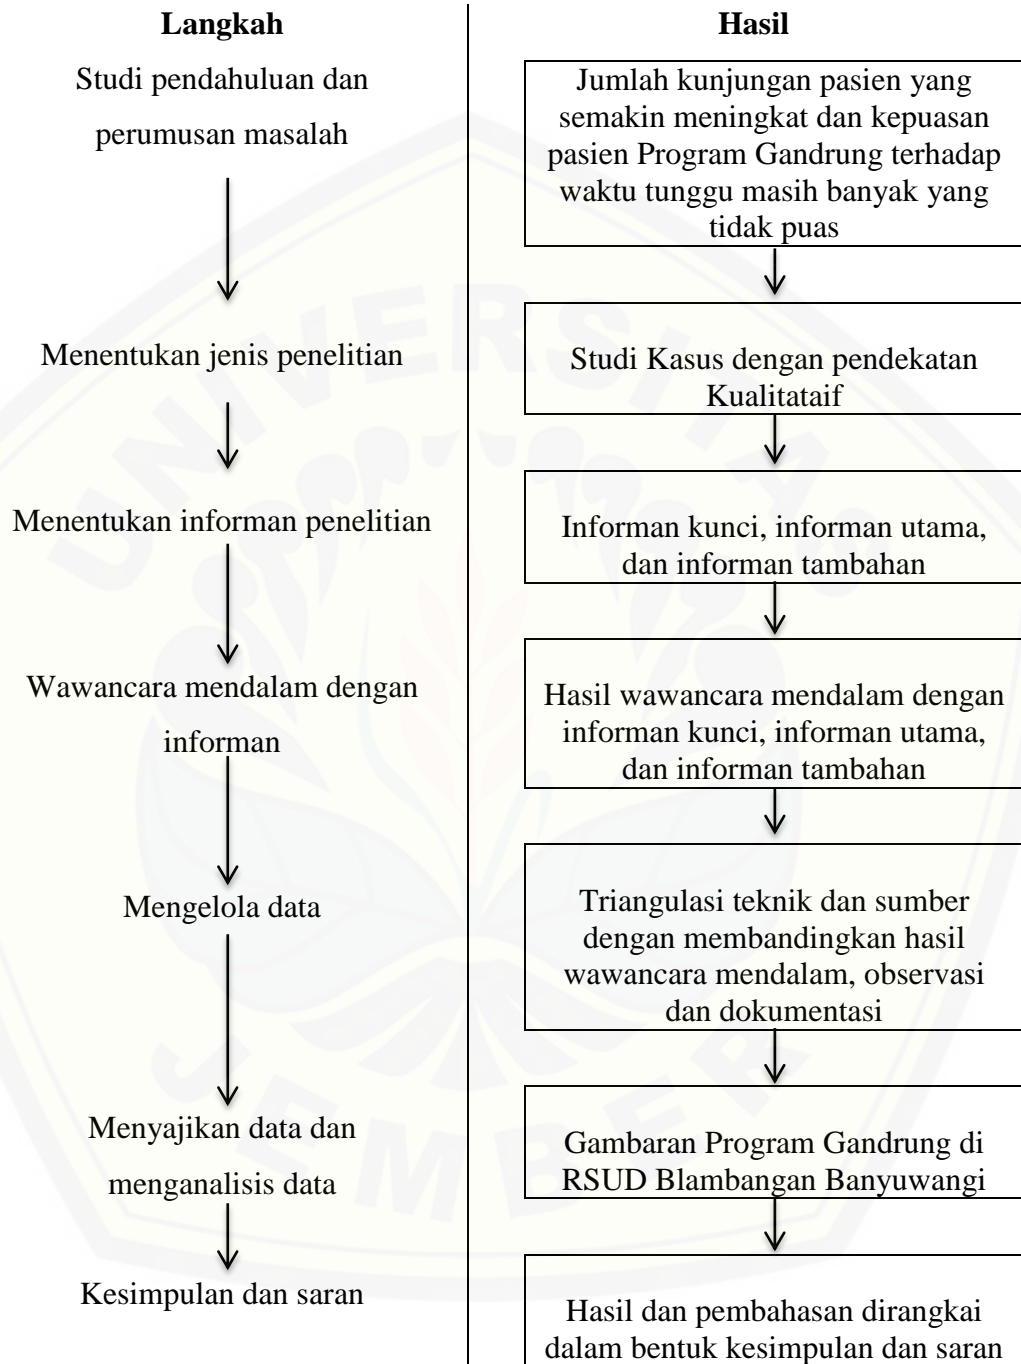 Langkah
Hasil
Studi pendahuluan dan
perumusan masalah
Jumlah kunjungan pasien yang
semakin meningkat dan kepuasan
pasien Program Gandrung terhadap
waktu tunggu masih banyak yang
tidak puas
Menentukan jenis penelitian
Studi Kasus dengan pendekatan
Kualitataif
Menentukan informan penelitian
Informan kunci, informan utama,
dan informan tambahan
Wawancara mendalam dengan
informan
Hasil wawancara mendalam dengan
informan kunci, informan utama,
dan informan tambahan
Mengelola data
Triangulasi teknik dan sumber
dengan membandingkan hasil
wawancara mendalam, observasi
dan dokumentasi
Menyajikan data dan
menganalisis data
Gambaran Program Gandrung di
RSUD Blambangan Banyuwangi
Kesimpulan dan saran
Hasil dan pembahasan dirangkai
dalam bentuk kesimpulan dan saran
UNIVERSITAS
JEMBER